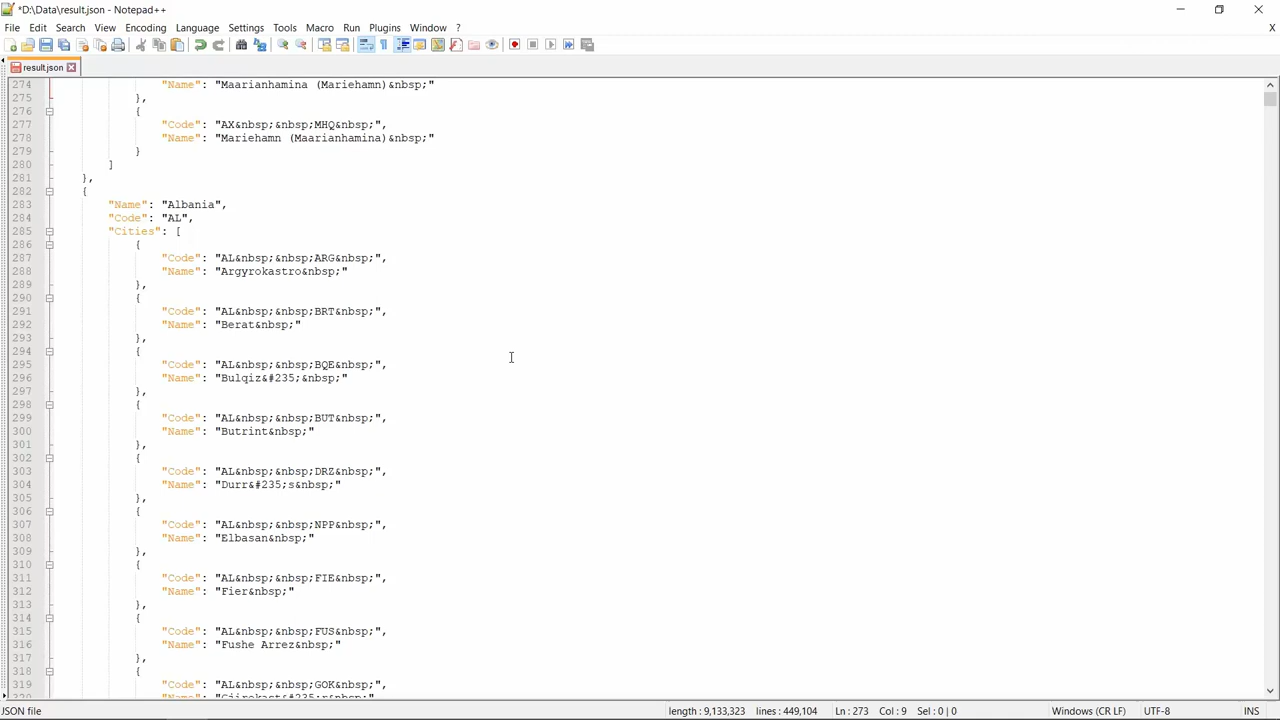 *D:\Data\result.json - Notepad++
File Edit Search View Encoding Language Settings Tools Macro Run Plugins Window ? X
result.json
274 "Name": "Maarianhamina (Mariehamn)&nbsp;"
275 },
276 {
277 "Code": "AX&nbsp;&nbsp;MHQ&nbsp;",
278 "Name": "Mariehamn (Maarianhamina)&nbsp;"
279 }
280 ]
281 },
282 {
283 "Name": "Albania",
284 "Code": "AL",
285 "Cities": [
286 {
287 "Code": "AL&nbsp;&nbsp;ARG&nbsp;",
288 "Name": "Argyrokastro&nbsp;"
289 },
290 {
291 "Code": "AL&nbsp;&nbsp;BRT&nbsp;",
292 "Name": "Berat&nbsp;"
293 },
294 {
295 "Code": "AL&nbsp;&nbsp;BQE&nbsp;",
296 "Name": "Bulqiz&#235;&nbsp;"
297 },
298 {
299 "Code": "AL&nbsp;&nbsp;BUT&nbsp;",
300 "Name": "Butrint&nbsp;"
301 },
302 {
303 "Code": "AL&nbsp;&nbsp;DRZ&nbsp;",
304 "Name": "Durr&#235;s&nbsp;"
305 },
306 {
307 "Code": "AL&nbsp;&nbsp;NPP&nbsp;",
308 "Name": "Elbasan&nbsp;"
309 },
310 {
311 "Code": "AL&nbsp;&nbsp;FIE&nbsp;",
312 "Name": "Fier&nbsp;"
313 },
314 {
315 "Code": "AL&nbsp;&nbsp;FUS&nbsp;",
316 "Name": "Fushe Arrez&nbsp;"
317 },
318 {
319 "Code": "AL&nbsp;&nbsp;GOK&nbsp;",
JSON file length : 9,133,323 lines : 449,104 Ln : 273 Col : 9 Sel : 0 | 0 Windows (CR LF) UTF-8 INS